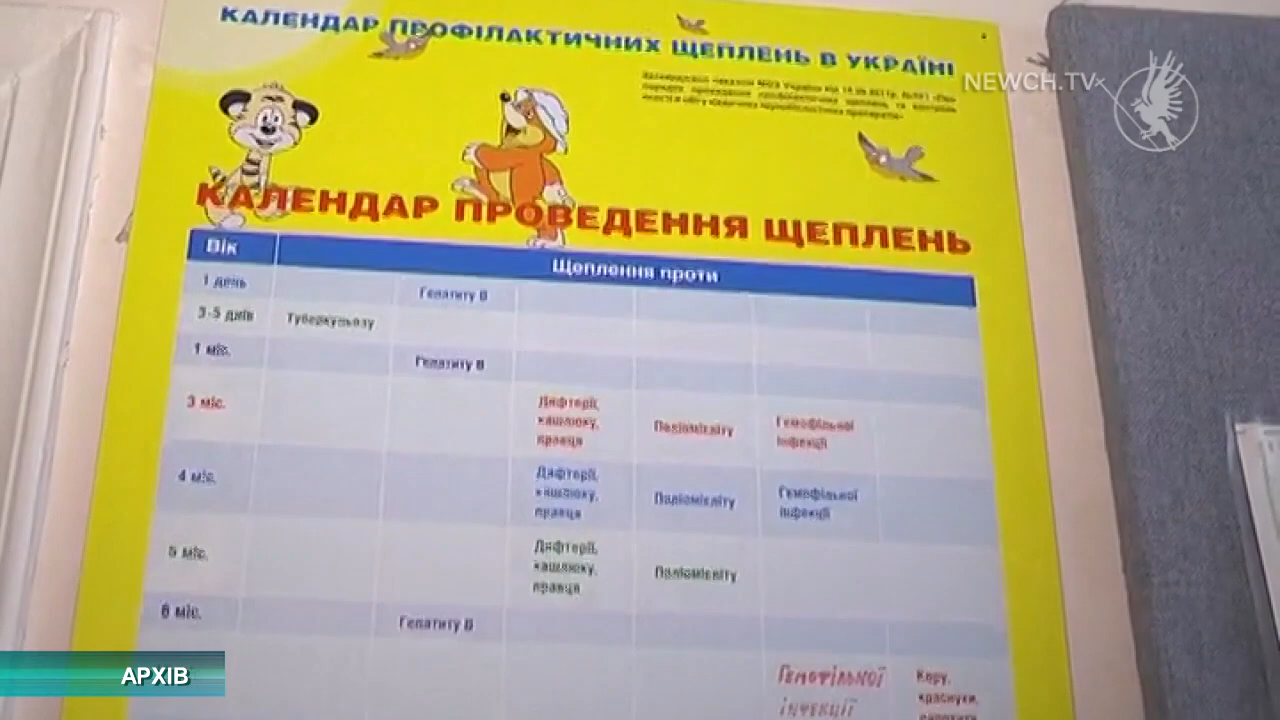 КАЛЕНДАР ПРОФІЛАКТИЧНИХ ЩЕПЛЕНЬ В УКРАЇНІ
NEWCH.TV
КАЛЕНДАР ПРОВЕДЕННЯ ЩЕПЛЕНЬ
Вік Щеплення проти
1 день Гепатиту В
3-5 днів Туберкульозу
1 міс. Гепатиту В
3 міс. Дифтерії, кашлюку, правця Поліомієліту Гемофільної інфекції
4 міс. Дифтерії, кашлюку, правця Поліомієліту Гемофільної інфекції
5 міс. Дифтерії, кашлюку, правця Поліомієліту
6 міс. Гепатиту В
Гемофільної Кору,
інфекції краснухи,
АРХІВ